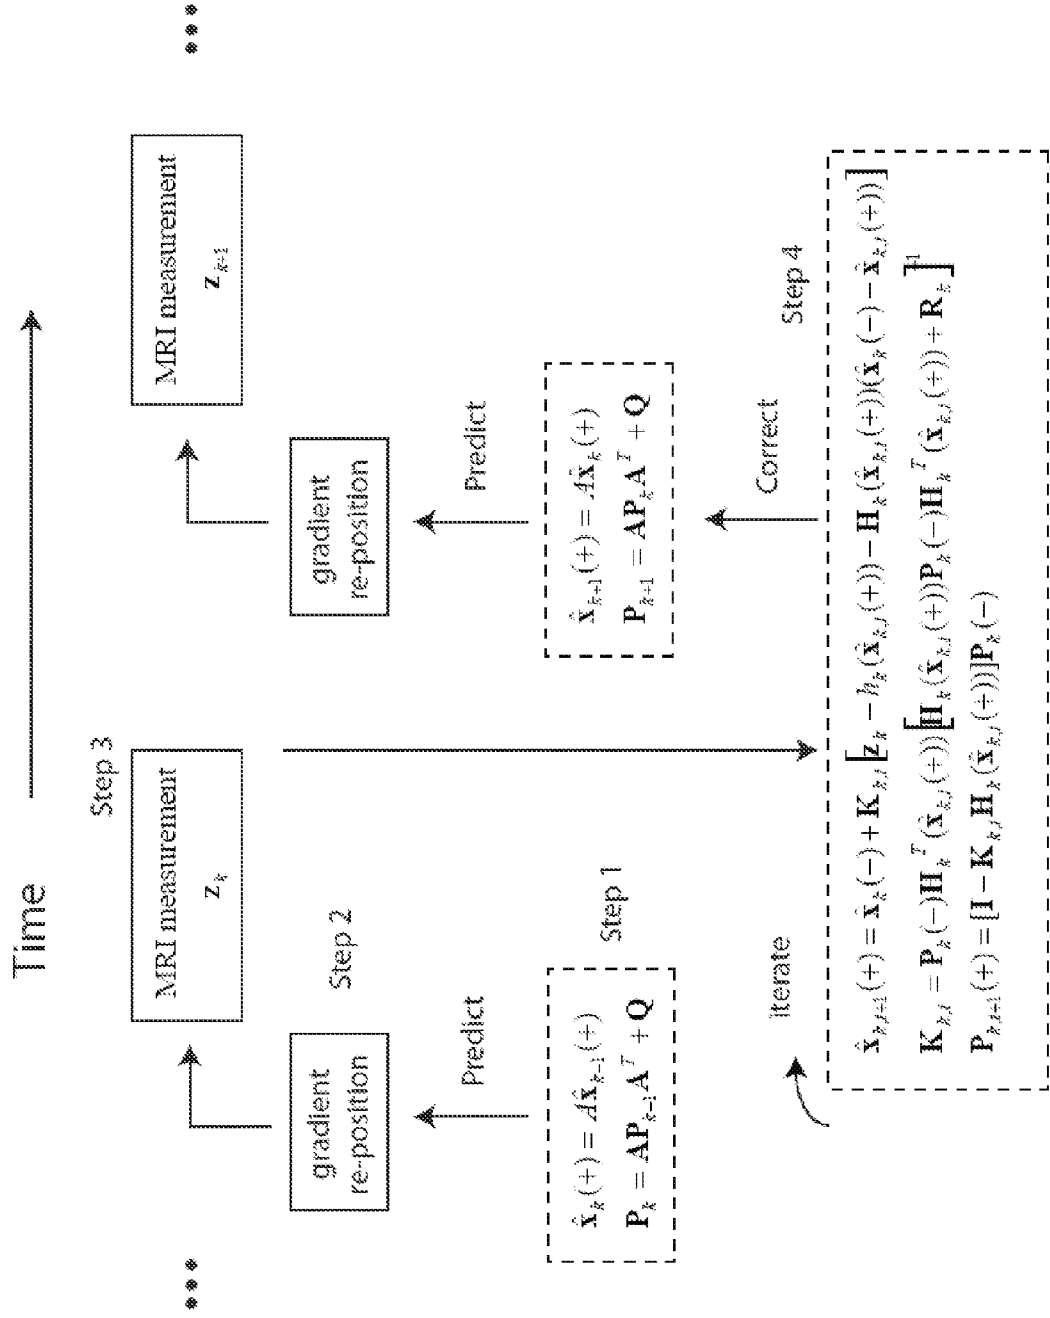 Time
Step 3
MRI measurement
z_k
MRI measurement
z_{k+1}
gradient
re-position
Step 2
gradient
re-position
Predict
Predict
x̂_k(+) = Ax̂_{k−1}(+)
P_k = AP_{k−1}A^T + Q
Step 1
x̂_{k+1}(+) = Ax̂_k(+)
P_{k+1} = AP_kA^T + Q
iterate
Correct
Step 4
x̂_{k,i+1}(+) = x̂_k(−) + K_{k,i}[z_k − h_k(x̂_{k,i}(+)) − H_k(x̂_{k,i}(+))(x̂_k(−) − x̂_{k,i}(+))]
K_{k,i} = P_k(−)H_k^T(x̂_{k,i}(+))[H_k(x̂_{k,i}(+))P_k(−)H_k^T(x̂_{k,i}(+)) + R_k]^{-1}
P_{k,i+1}(+) = [I − K_{k,i}H_k(x̂_{k,i}(+))]P_k(−)